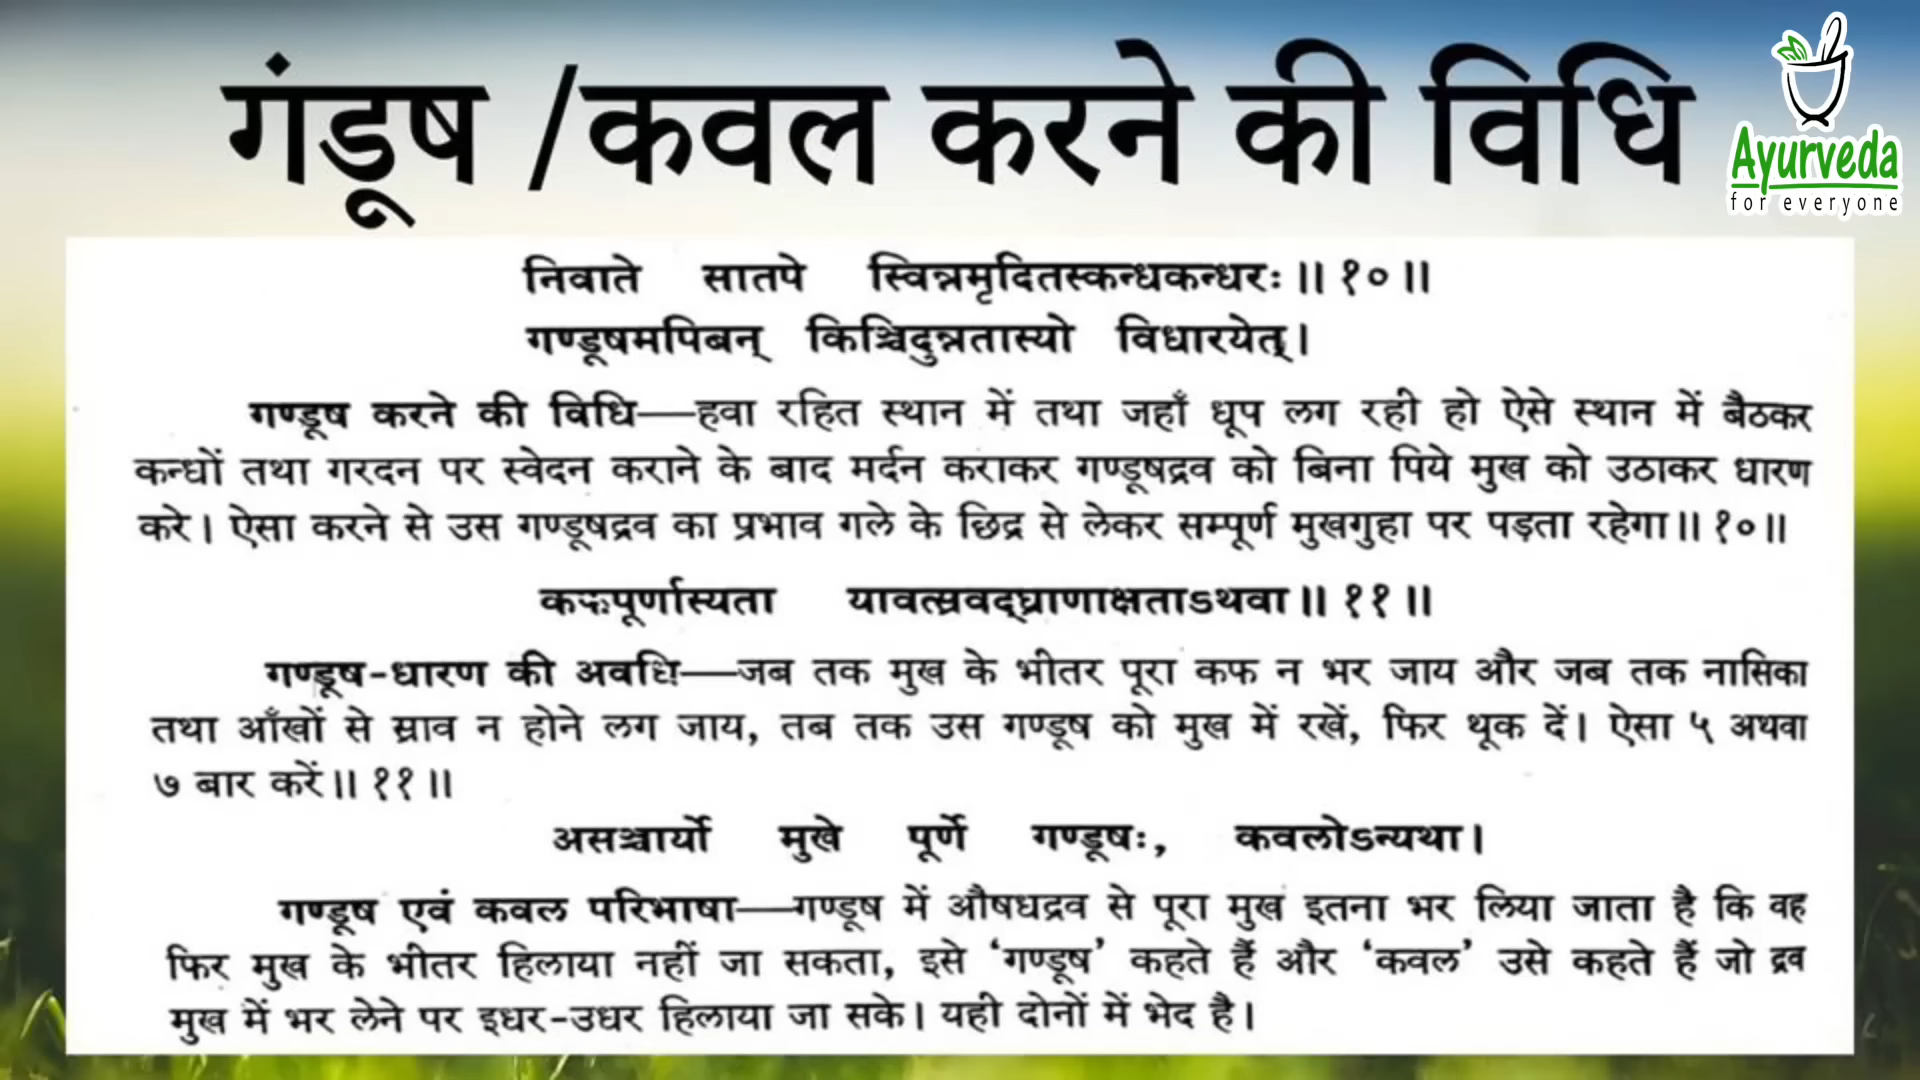 गंडूष /कवल करने की विधि
Ayurveda
for everyone
निवाते सातपे स्विन्नमृदितस्कन्धकन्धरः॥ १० ॥
गण्डूषमपिबन् किञ्चिदुन्नतास्यो विधारयेत्।
गण्डूष करने की विधि—हवा रहित स्थान में तथा जहाँ धूप लग रही हो ऐसे स्थान में बैठकर
कन्धों तथा गरदन पर स्वेदन कराने के बाद मर्दन कराकर गण्डूषद्रव को बिना पिये मुख को उठाकर धारण
करे। ऐसा करने से उस गण्डूषद्रव का प्रभाव गले के छिद्र से लेकर सम्पूर्ण मुखगुहा पर पड़ता रहेगा॥ १०॥
कफपूर्णास्यता यावत्स्रवद्घ्राणाक्षताऽथवा॥ ११ ॥
गण्डूष-धारण की अवधि—जब तक मुख के भीतर पूरा कफ न भर जाय और जब तक नासिका
तथा आँखों से स्राव न होने लग जाय, तब तक उस गण्डूष को मुख में रखें, फिर थूक दें। ऐसा ५ अथवा
७ बार करें॥ ११ ॥
असञ्चार्यो मुखे पूर्णे गण्डूषः, कवलोऽन्यथा।
गण्डूष एवं कवल परिभाषा—गण्डूष में औषधद्रव से पूरा मुख इतना भर लिया जाता है कि वह
फिर मुख के भीतर हिलाया नहीं जा सकता, इसे ‘गण्डूष’ कहते हैं और ‘कवल’ उसे कहते हैं जो द्रव
मुख में भर लेने पर इधर-उधर हिलाया जा सके। यही दोनों में भेद है।